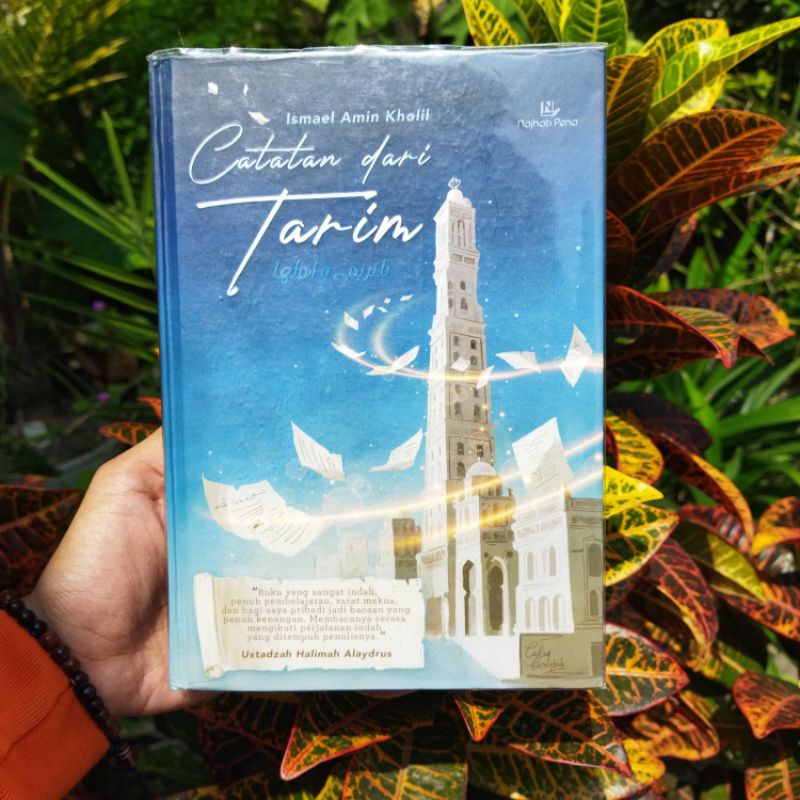 Ismael Amin Kholil
Najhati Pena
Catatan dari
Tarim
"Buku yang sangat indah,
penuh pembelajaran, sarat makna,
dan bagi saya pribadi jadi bacaan yang
penuh kenangan. Membacanya serasa
mengikuti perjalanan indah
yang ditempuh penulisnya."
Ustadzah Halimah Alaydrus